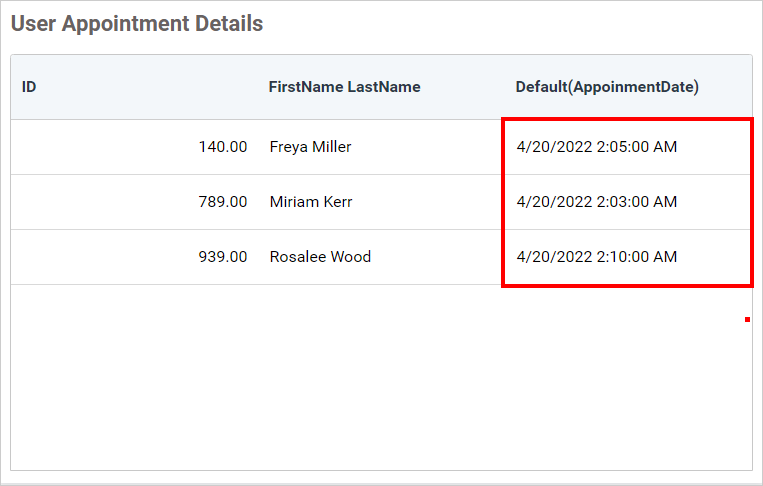 User Appointment Details
ID FirstName LastName Default(AppoinmentDate)
140.00 Freya Miller 4/20/2022 2:05:00 AM
789.00 Miriam Kerr 4/20/2022 2:03:00 AM
939.00 Rosalee Wood 4/20/2022 2:10:00 AM